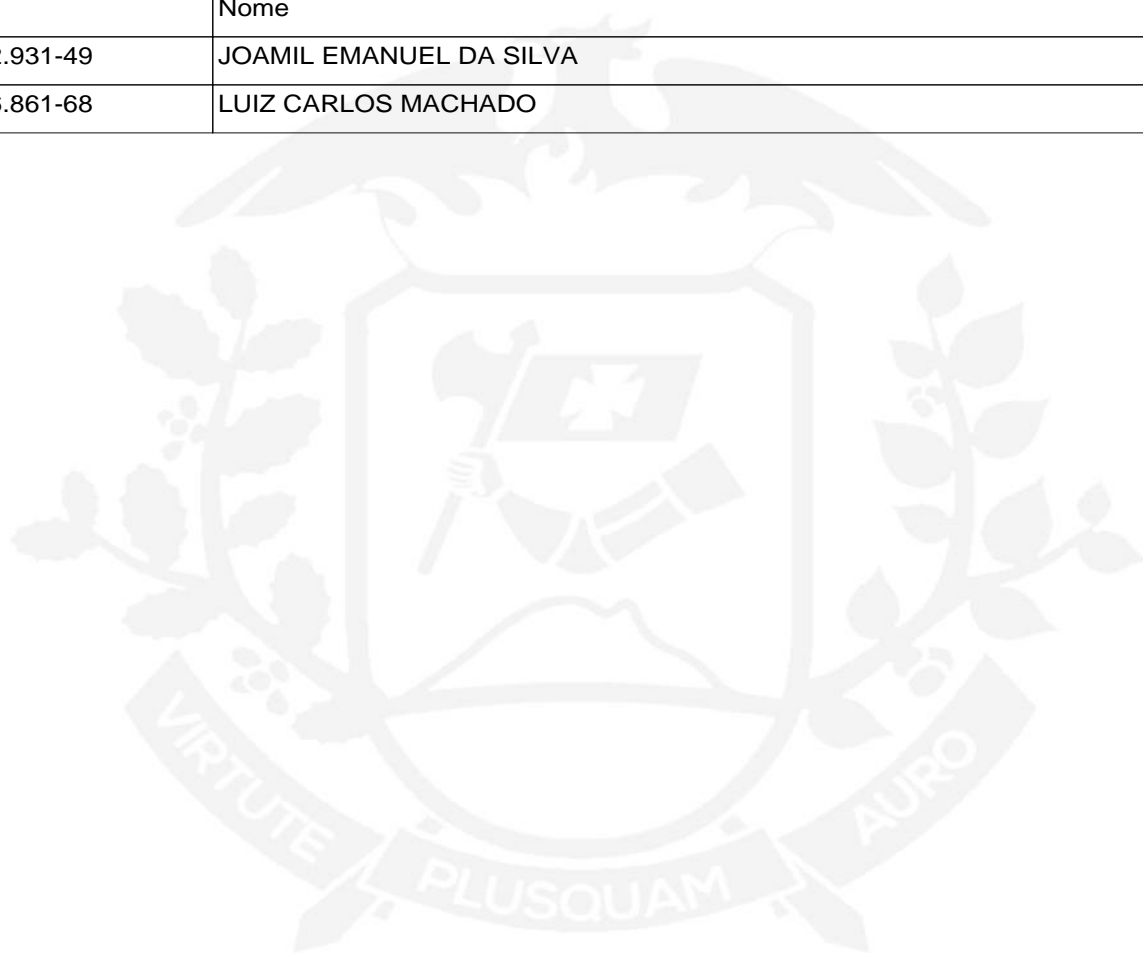 Nome
.931-49 JOAMIL EMANUEL DA SILVA
.861-68 LUIZ CARLOS MACHADO
VIRTUTE PLUSQUAM AURO